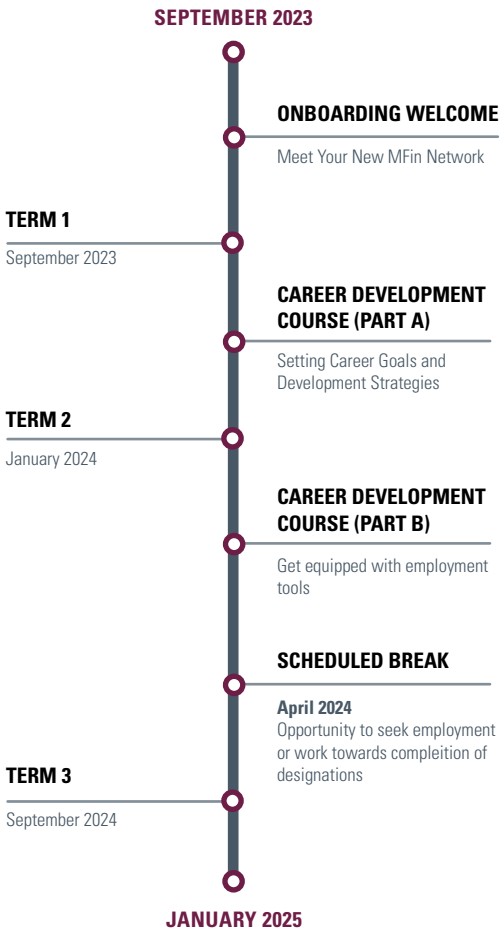 SEPTEMBER 2023
ONBOARDING WELCOME
Meet Your New MFin Network
TERM 1
September 2023
CAREER DEVELOPMENT
COURSE (PART A)
Setting Career Goals and
Development Strategies
TERM 2
January 2024
CAREER DEVELOPMENT
COURSE (PART B)
Get equipped with employment
tools
SCHEDULED BREAK
April 2024
Opportunity to seek employment
or work towards compleition of
designations
TERM 3
September 2024
JANUARY 2025